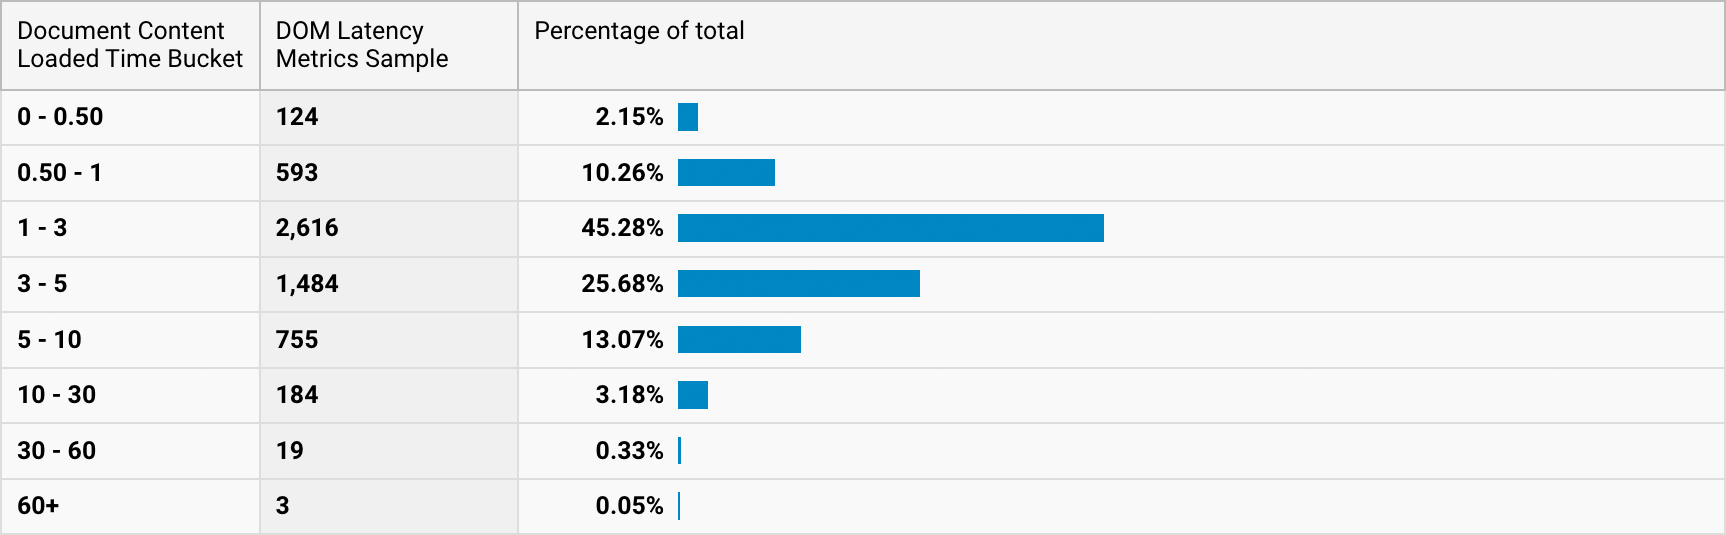 Document Content
Loaded Time Bucket
DOM Latency
Metrics Sample
Percentage of total
0 - 0.50 124 2.15%
0.50 - 1 593 10.26%
1 - 3 2,616 45.28%
3 - 5 1,484 25.68%
5 - 10 755 13.07%
10 - 30 184 3.18%
30 - 60 19 0.33%
60+ 3 0.05%